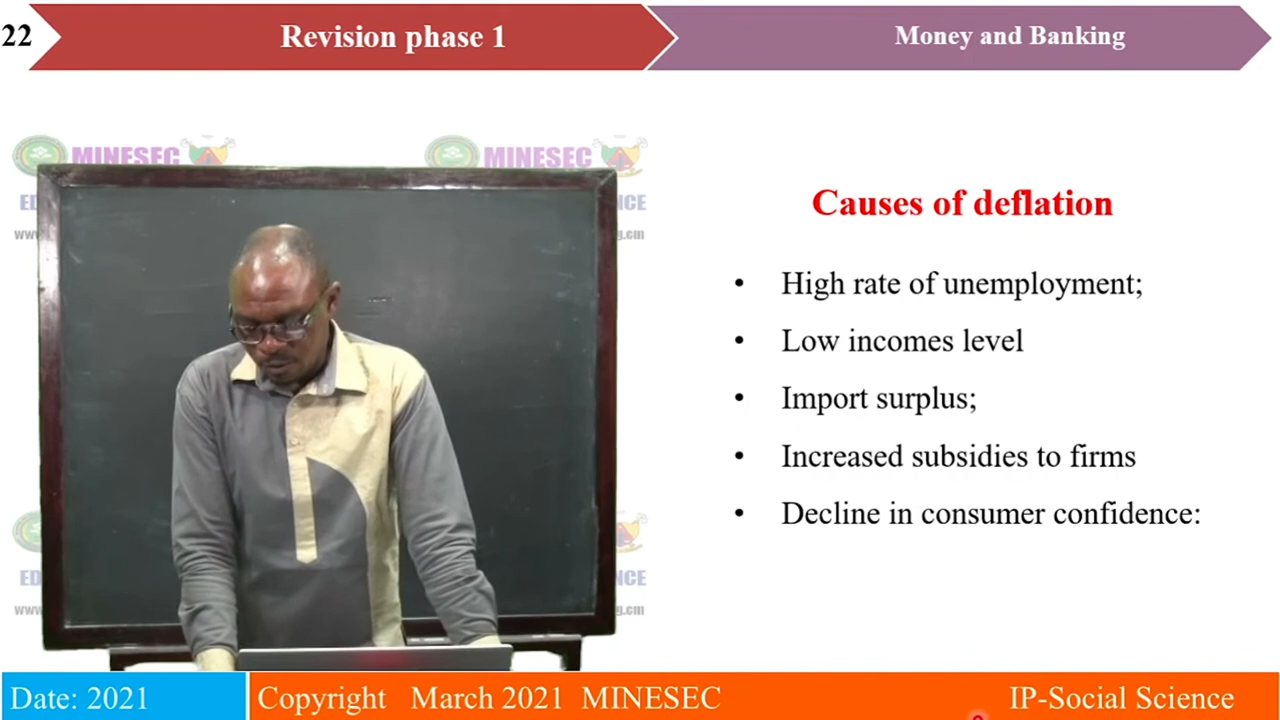 22
Revision phase 1
Money and Banking
MINESEC
MINESEC
Causes of deflation
• High rate of unemployment;
• Low incomes level
• Import surplus;
• Increased subsidies to firms
• Decline in consumer confidence:
Date: 2021
Copyright March 2021 MINESEC
IP-Social Science